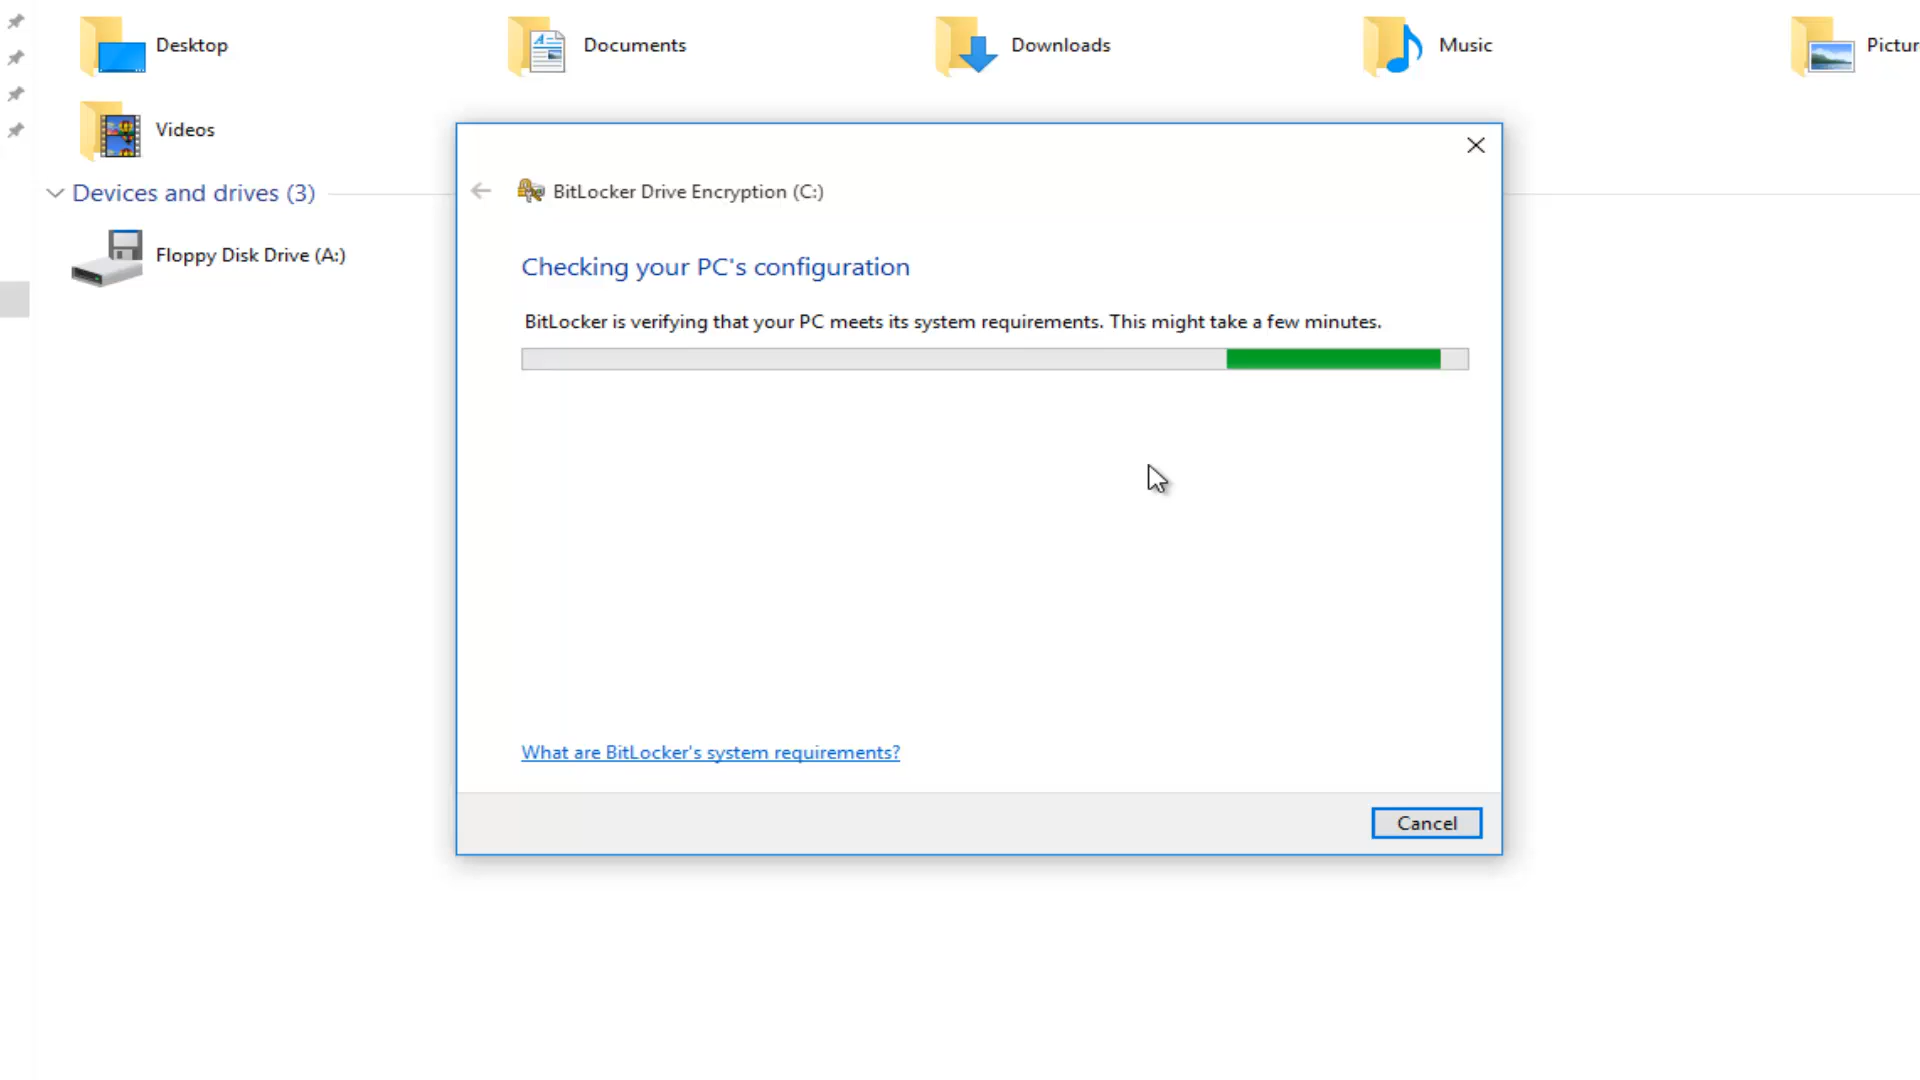 Desktop
Documents
Downloads
Music
Pictur
Videos
Devices and drives (3)
Floppy Disk Drive (A:)
BitLocker Drive Encryption (C:)
Checking your PC's configuration
BitLocker is verifying that your PC meets its system requirements. This might take a few minutes.
What are BitLocker's system requirements?
Cancel